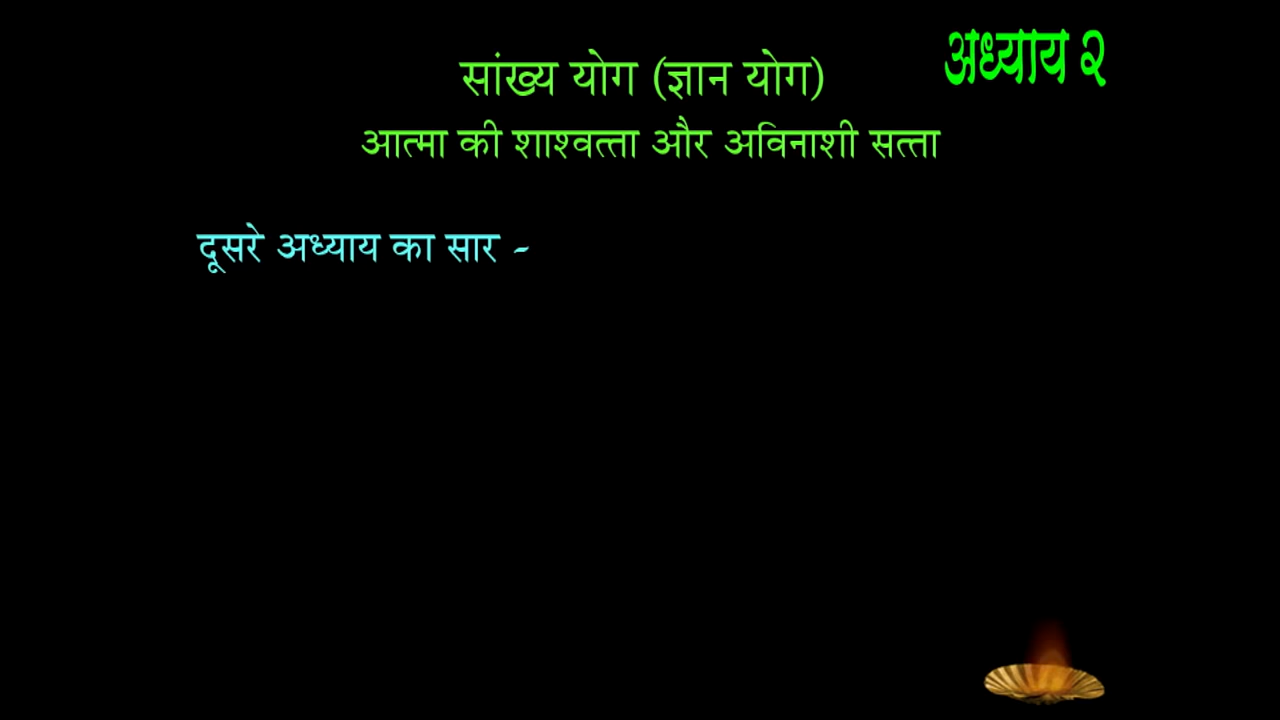 अध्याय २
सांख्य योग (ज्ञान योग)
आत्मा की शाश्वत्ता और अविनाशी सत्ता
दूसरे अध्याय का सार -